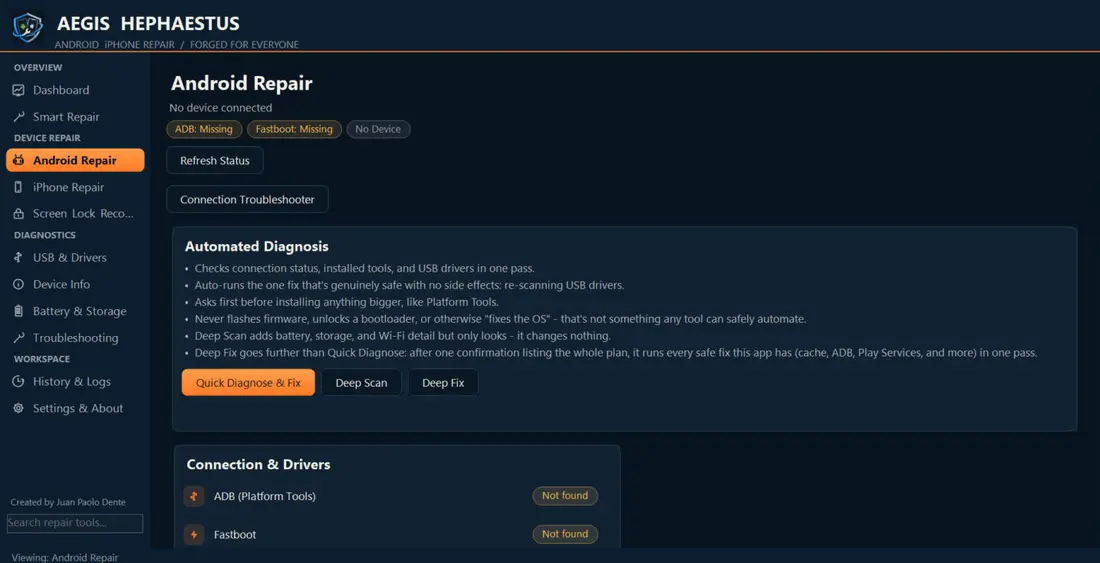 AEGIS HEPHAESTUS
ANDROID iPHONE REPAIR / FORGED FOR EVERYONE
OVERVIEW
Dashboard
Smart Repair
DEVICE REPAIR
Android Repair
iPhone Repair
Screen Lock Reco...
DIAGNOSTICS
USB & Drivers
Device Info
Battery & Storage
Troubleshooting
WORKSPACE
History & Logs
Settings & About
Created by Juan Paolo Dente
Search repair tools...
Viewing: Android Repair
Android Repair
No device connected
ADB: Missing
Fastboot: Missing
No Device
Refresh Status
Connection Troubleshooter
Automated Diagnosis
• Checks connection status, installed tools, and USB drivers in one pass.
• Auto-runs the one fix that's genuinely safe with no side effects: re-scanning USB drivers.
• Asks first before installing anything bigger, like Platform Tools.
• Never flashes firmware, unlocks a bootloader, or otherwise "fixes the OS" - that's not something any tool can safely automate.
• Deep Scan adds battery, storage, and Wi-Fi detail but only looks - it changes nothing.
• Deep Fix goes further than Quick Diagnose: after one confirmation listing the whole plan, it runs every safe fix this app has (cache, ADB, Play Services, and more) in one pass.
Quick Diagnose & Fix
Deep Scan
Deep Fix
Connection & Drivers
ADB (Platform Tools)
Not found
Fastboot
Not found